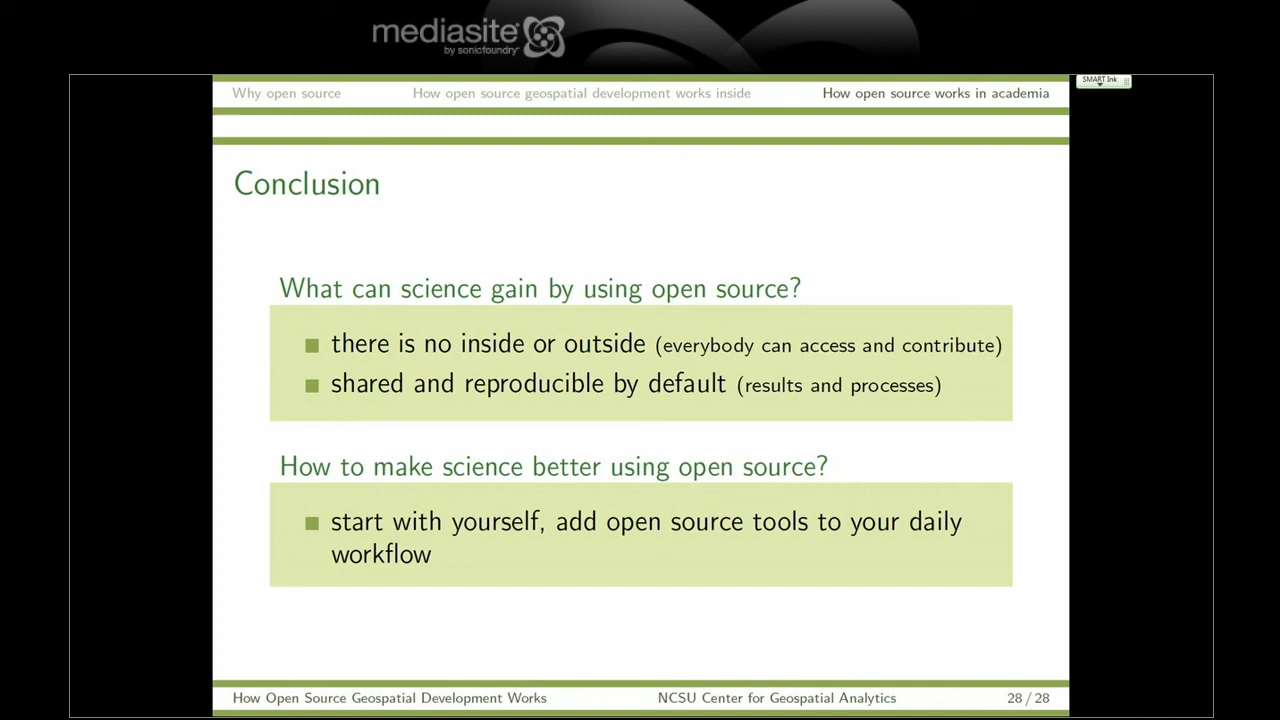 mediasite
by sonicfoundry
SMART Ink
Why open source How open source geospatial development works inside How open source works in academia
Conclusion
What can science gain by using open source?
there is no inside or outside (everybody can access and contribute)
shared and reproducible by default (results and processes)
How to make science better using open source?
start with yourself, add open source tools to your daily
workflow
How Open Source Geospatial Development Works NCSU Center for Geospatial Analytics 28 / 28